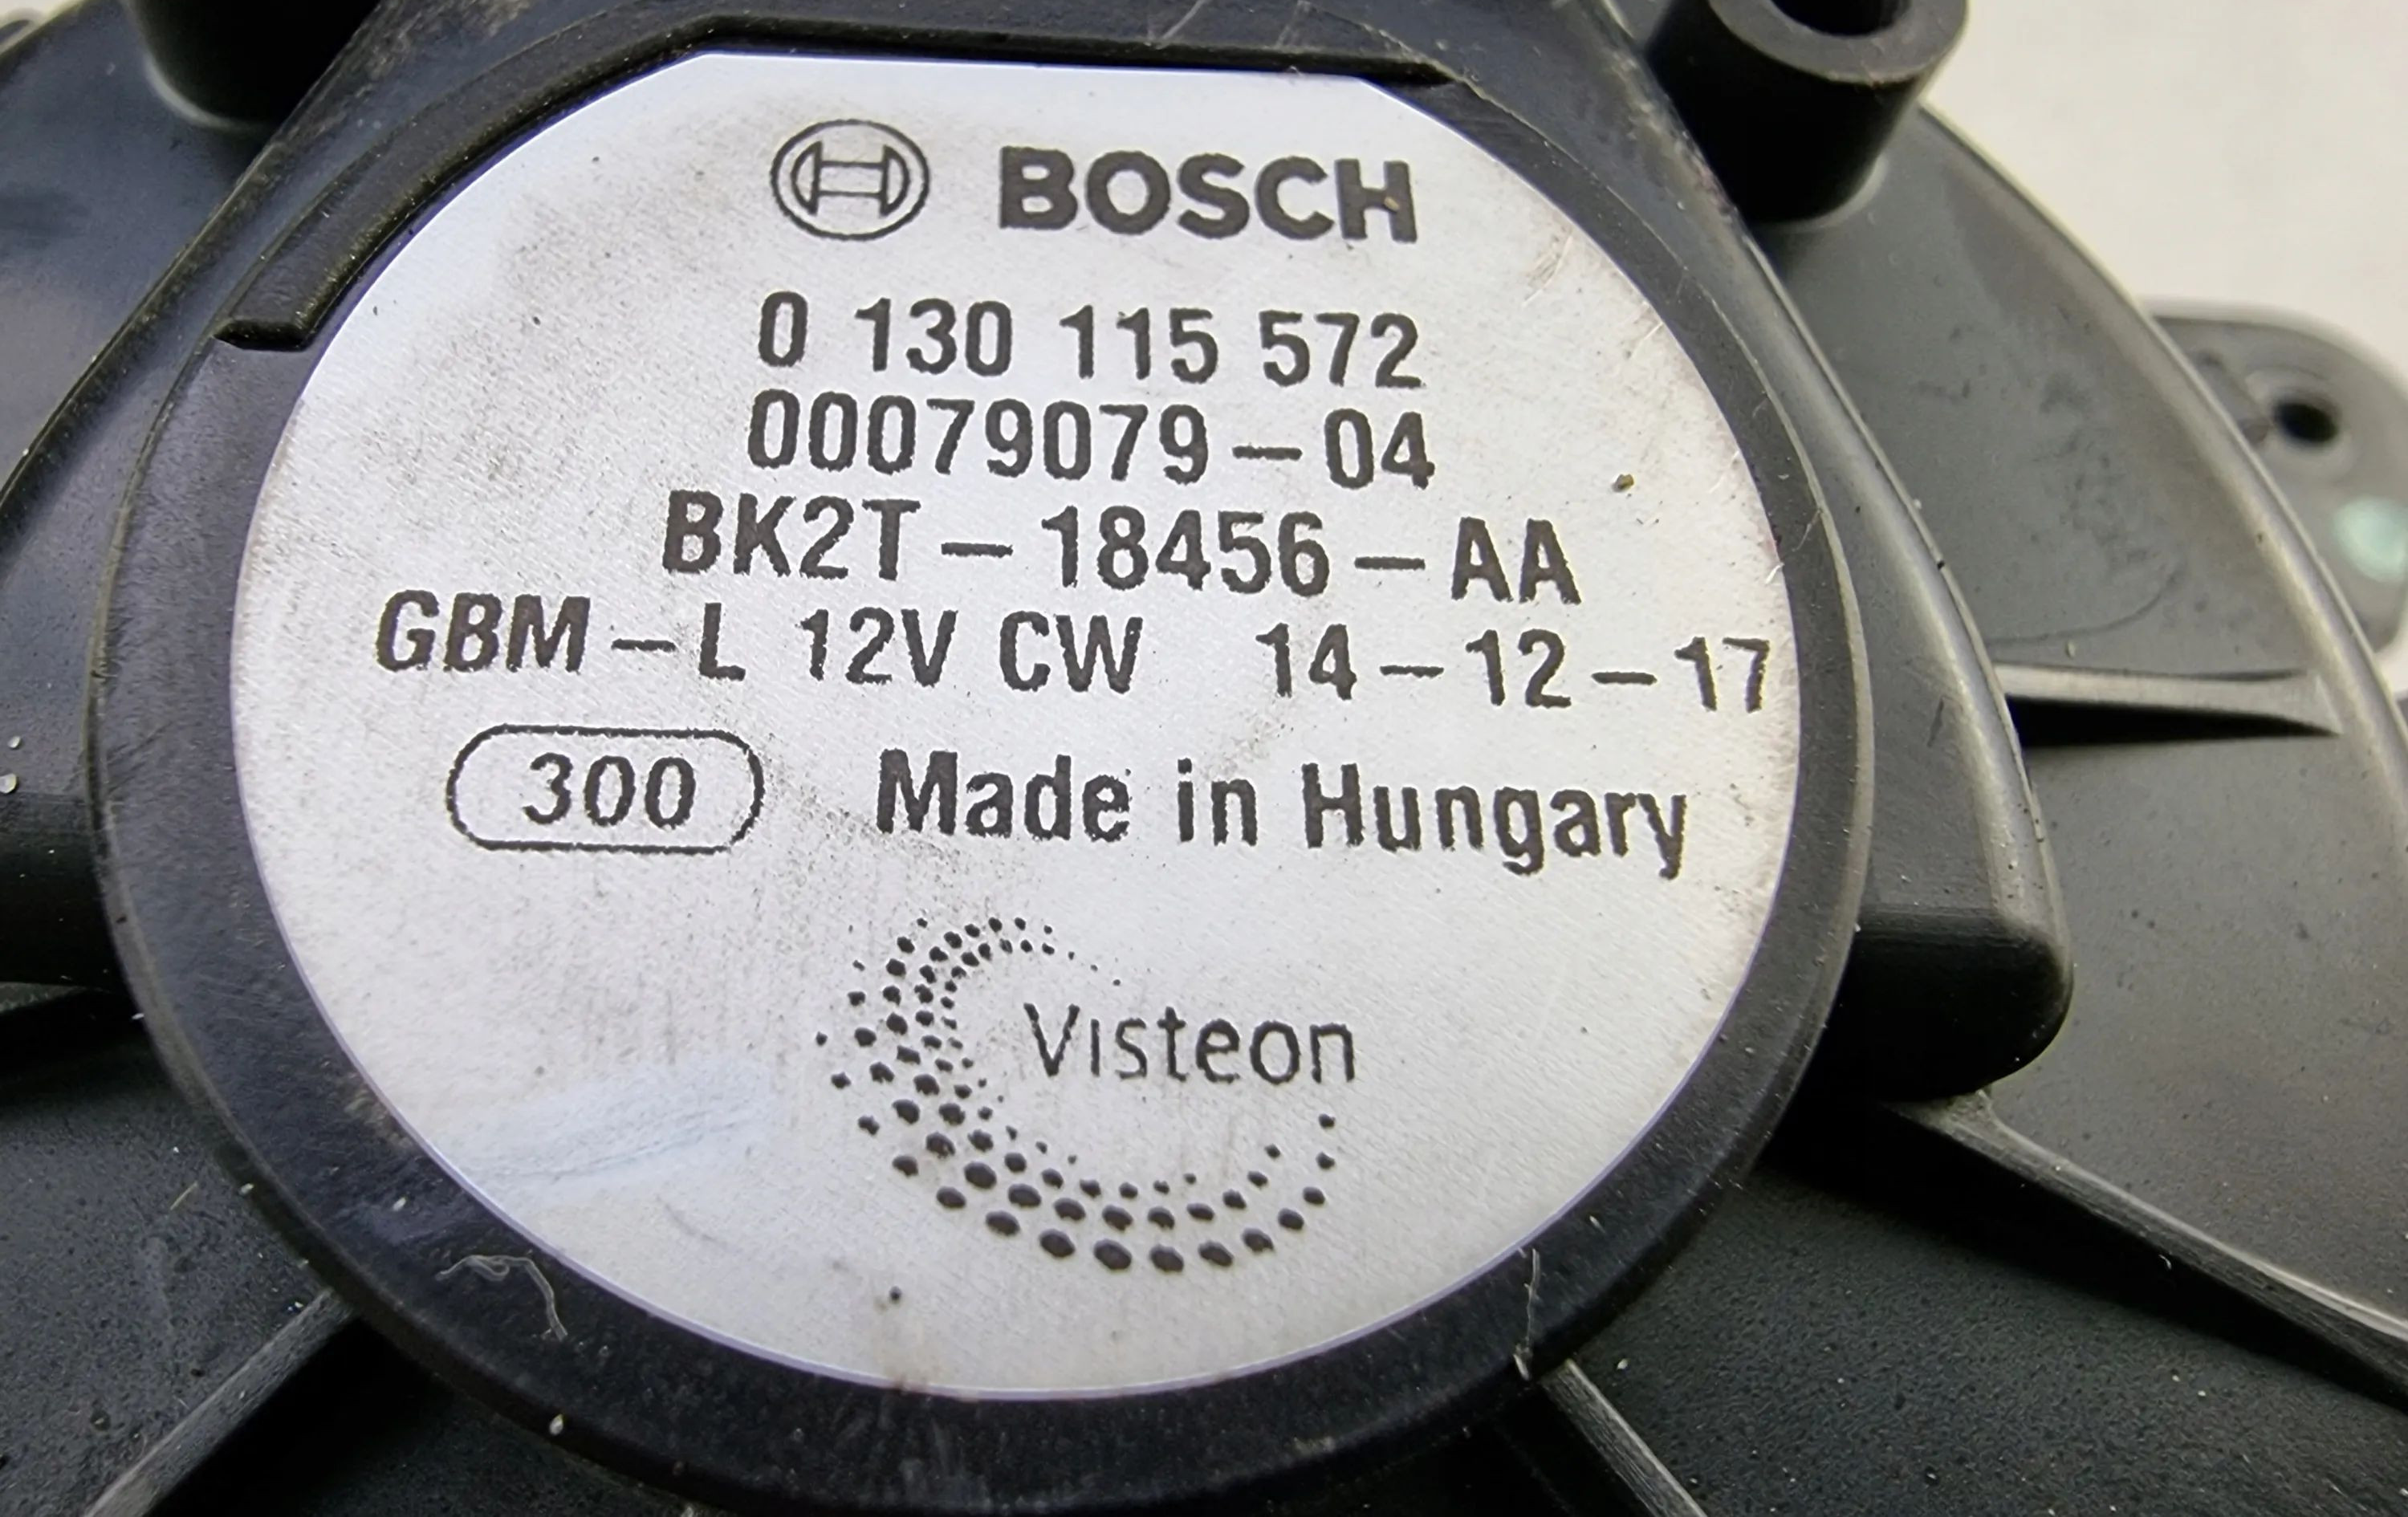 BOSCH
0 130 115 572
00079079-04
BK2T-18456-AA
GBM-L 12V CW 14-12-17
300 Made in Hungary
Visteon